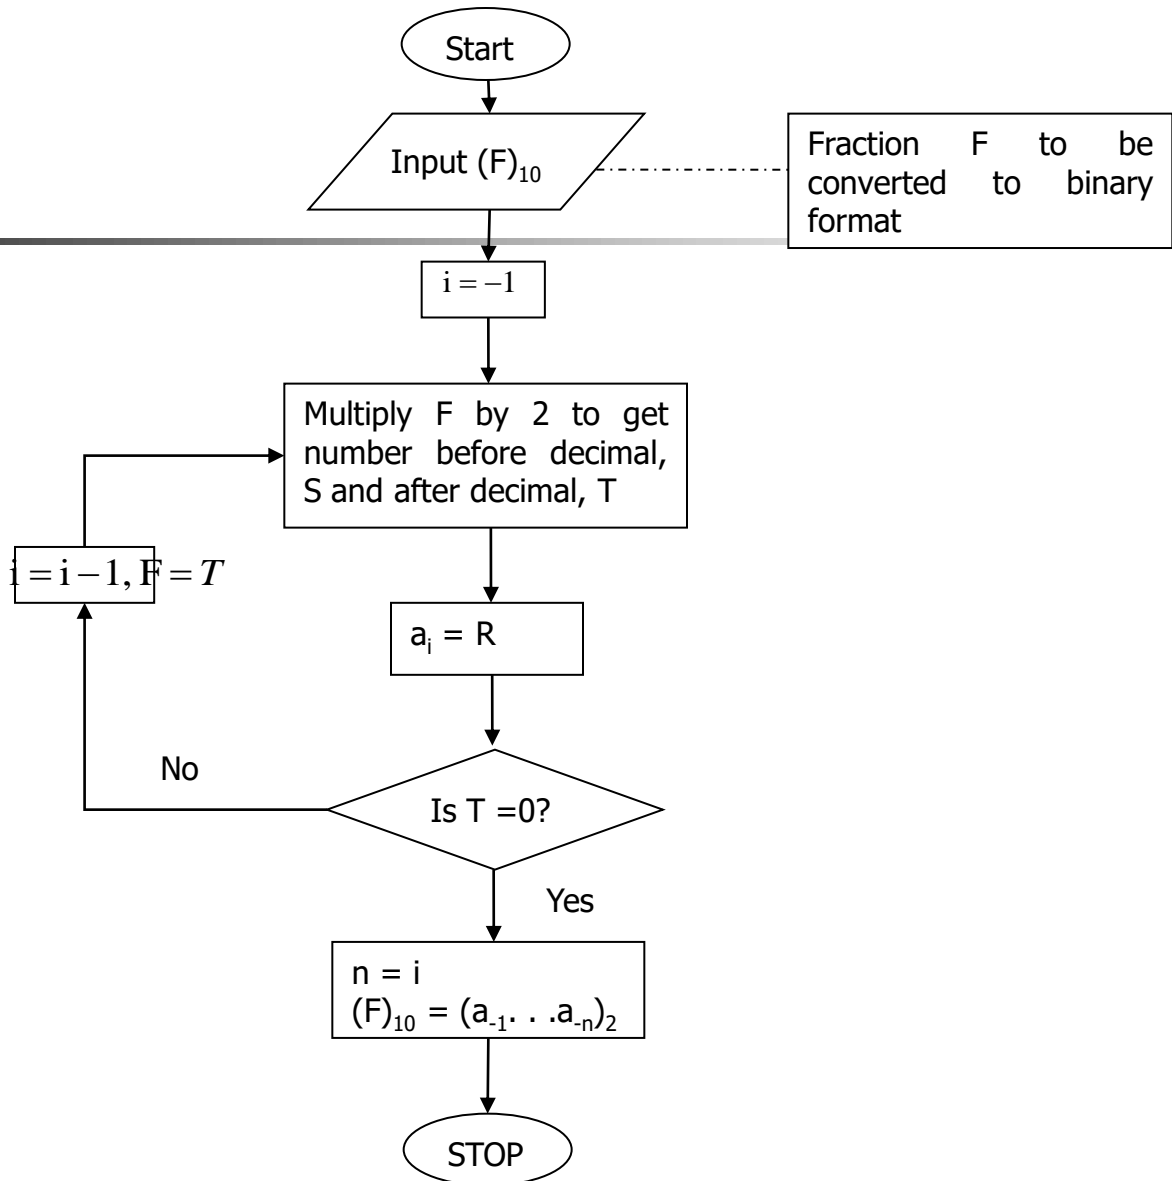 Start
Input (F)₁₀
Fraction F to be
converted to binary
format
i = −1
Multiply F by 2 to get
number before decimal,
S and after decimal, T
i = i − 1, F = T
aᵢ = R
No
Is T =0?
Yes
n = i
(F)₁₀ = (a₋₁. . .a₋ₙ)₂
STOP